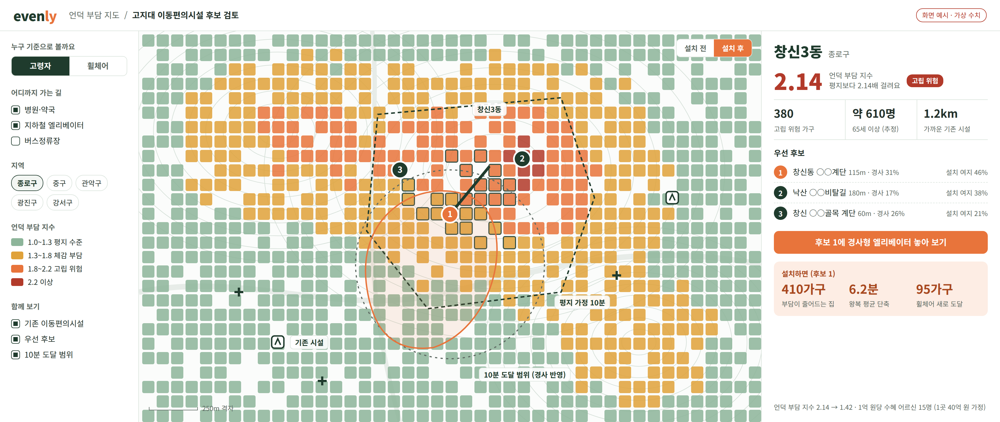 evenly
언덕 부담 지도 / 고지대 이동편의시설 후보 검토
화면 예시 · 가상 수치
누구 기준으로 볼까요
고령자
휠체어
어디까지 가는 길
병원·약국
지하철 엘리베이터
버스정류장
지역
종로구
중구
관악구
광진구
강서구
언덕 부담 지수
1.0~1.3 평지 수준
1.3~1.8 체감 부담
1.8~2.2 고립 위험
2.2 이상
함께 보기
기존 이동편의시설
우선 후보
10분 도달 범위
설치 전
설치 후
창신3동
2
3
1
평지 가정 10분
기존 시설
10분 도달 범위 (경사 반영)
250m 격자
창신3동 종로구
2.14
언덕 부담 지수
평지보다 2.14배 걸려요
고립 위험
380
고립 위험 가구
약 610명
65세 이상 (추정)
1.2km
가까운 기존 시설
우선 후보
1 창신동 ○○계단 115m · 경사 31% 설치 여지 46%
2 낙산 ○○비탈길 180m · 경사 17% 설치 여지 38%
3 창신 ○○골목 계단 60m · 경사 26% 설치 여지 21%
후보 1에 경사형 엘리베이터 놓아 보기
설치하면 (후보 1)
410가구
부담이 줄어드는 집
6.2분
왕복 평균 단축
95가구
휠체어 새로 도달
언덕 부담 지수 2.14 → 1.42 · 1억 원당 수혜 어르신 15명 (1곳 40억 원 가정)